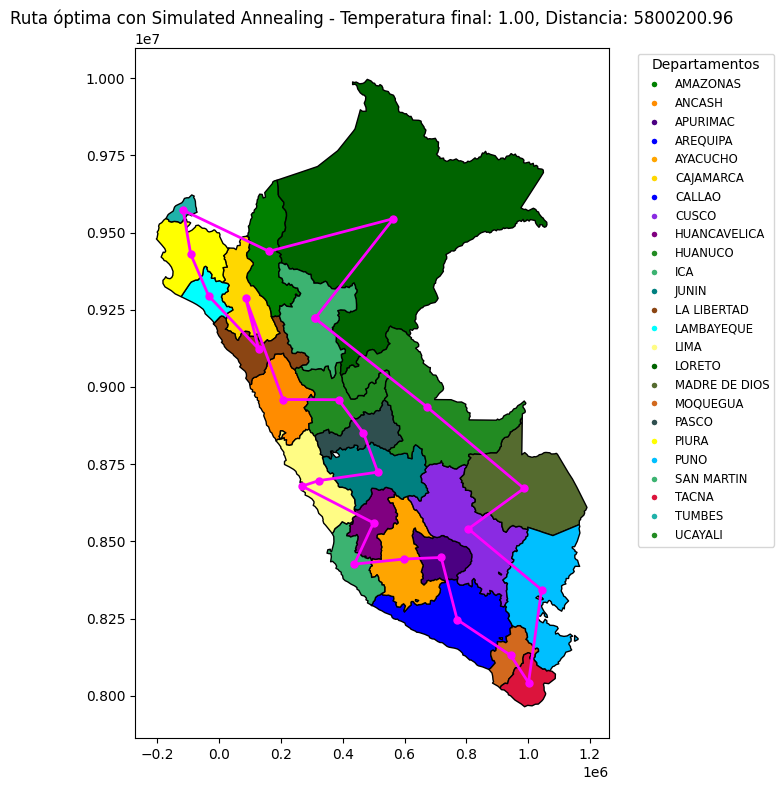 Ruta óptima con Simulated Annealing - Temperatura final: 1.00, Distancia: 5800200.96
1e7
1.000
0.975
0.950
0.925
0.900
0.875
0.850
0.825
0.800
−0.2
0.0
0.2
0.4
0.6
0.8
1.0
1.2
1e6
Departamentos
AMAZONAS
ANCASH
APURIMAC
AREQUIPA
AYACUCHO
CAJAMARCA
CALLAO
CUSCO
HUANCAVELICA
HUANUCO
ICA
JUNIN
LA LIBERTAD
LAMBAYEQUE
LIMA
LORETO
MADRE DE DIOS
MOQUEGUA
PASCO
PIURA
PUNO
SAN MARTIN
TACNA
TUMBES
UCAYALI